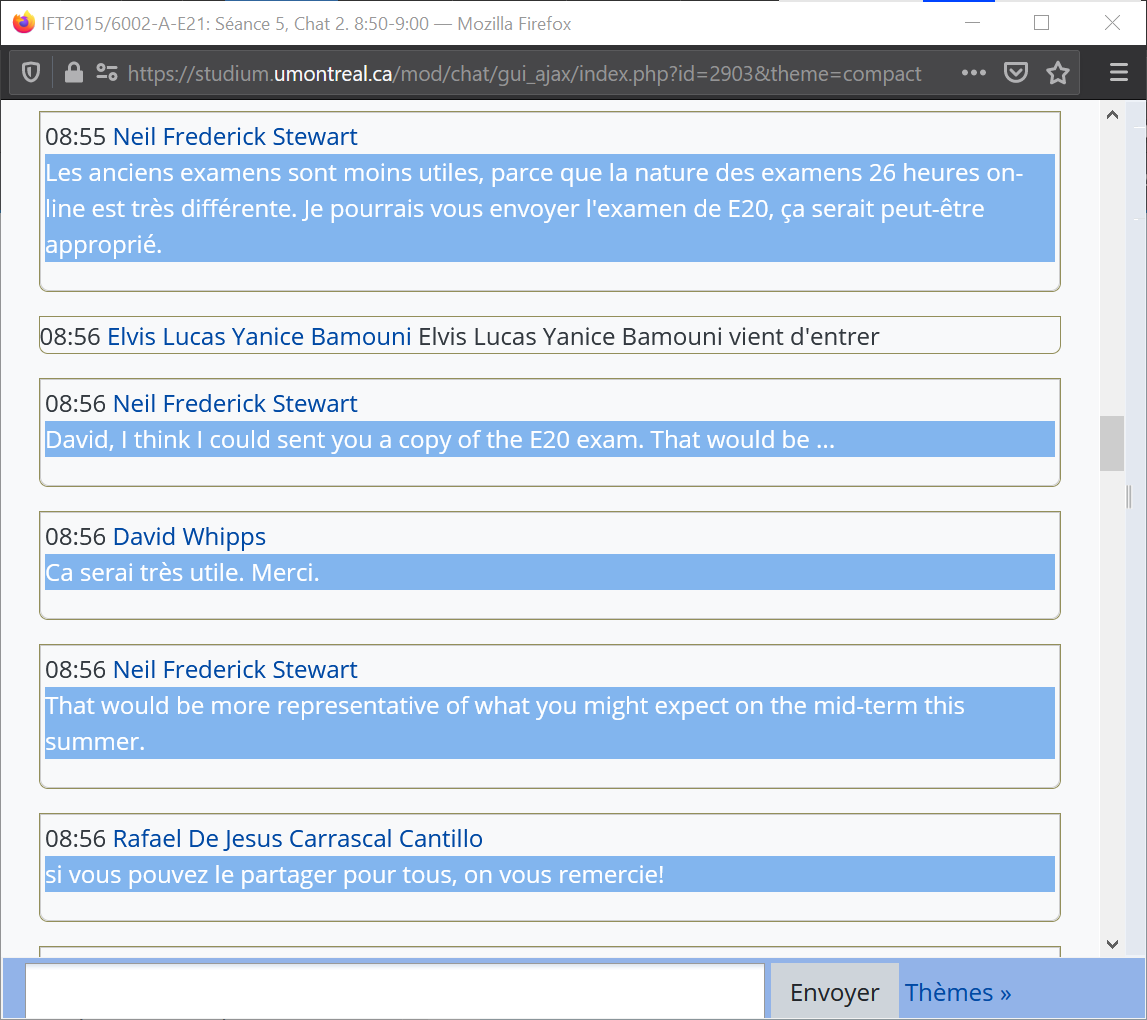 IFT2015/6002-A-E21: Séance 5, Chat 2. 8:50-9:00 — Mozilla Firefox
https://studium.umontreal.ca/mod/chat/gui_ajax/index.php?id=2903&theme=compact
08:55 Neil Frederick Stewart
Les anciens examens sont moins utiles, parce que la nature des examens 26 heures on-
line est très différente. Je pourrais vous envoyer l'examen de E20, ça serait peut-être
approprié.
08:56 Elvis Lucas Yanice Bamouni Elvis Lucas Yanice Bamouni vient d'entrer
08:56 Neil Frederick Stewart
David, I think I could sent you a copy of the E20 exam. That would be ...
08:56 David Whipps
Ca serai très utile. Merci.
08:56 Neil Frederick Stewart
That would be more representative of what you might expect on the mid-term this
summer.
08:56 Rafael De Jesus Carrascal Cantillo
si vous pouvez le partager pour tous, on vous remercie!
Envoyer Thèmes »